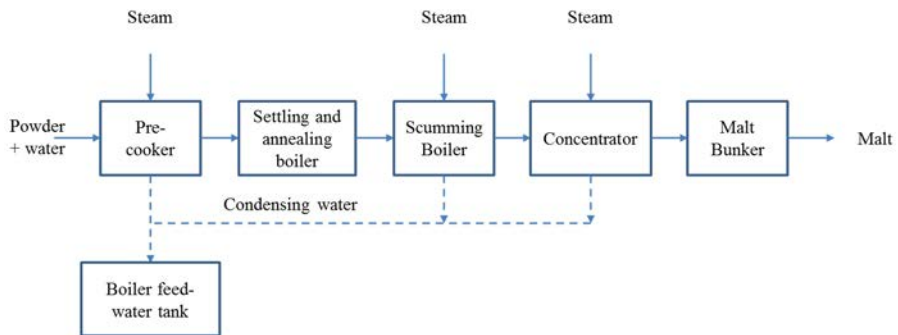 Steam
Steam
Steam
Powder
+ water
Pre-
cooker
Settling and
annealing
boiler
Scumming
Boiler
Concentrator
Malt
Bunker
Malt
Condensing water
Boiler feed-
water tank